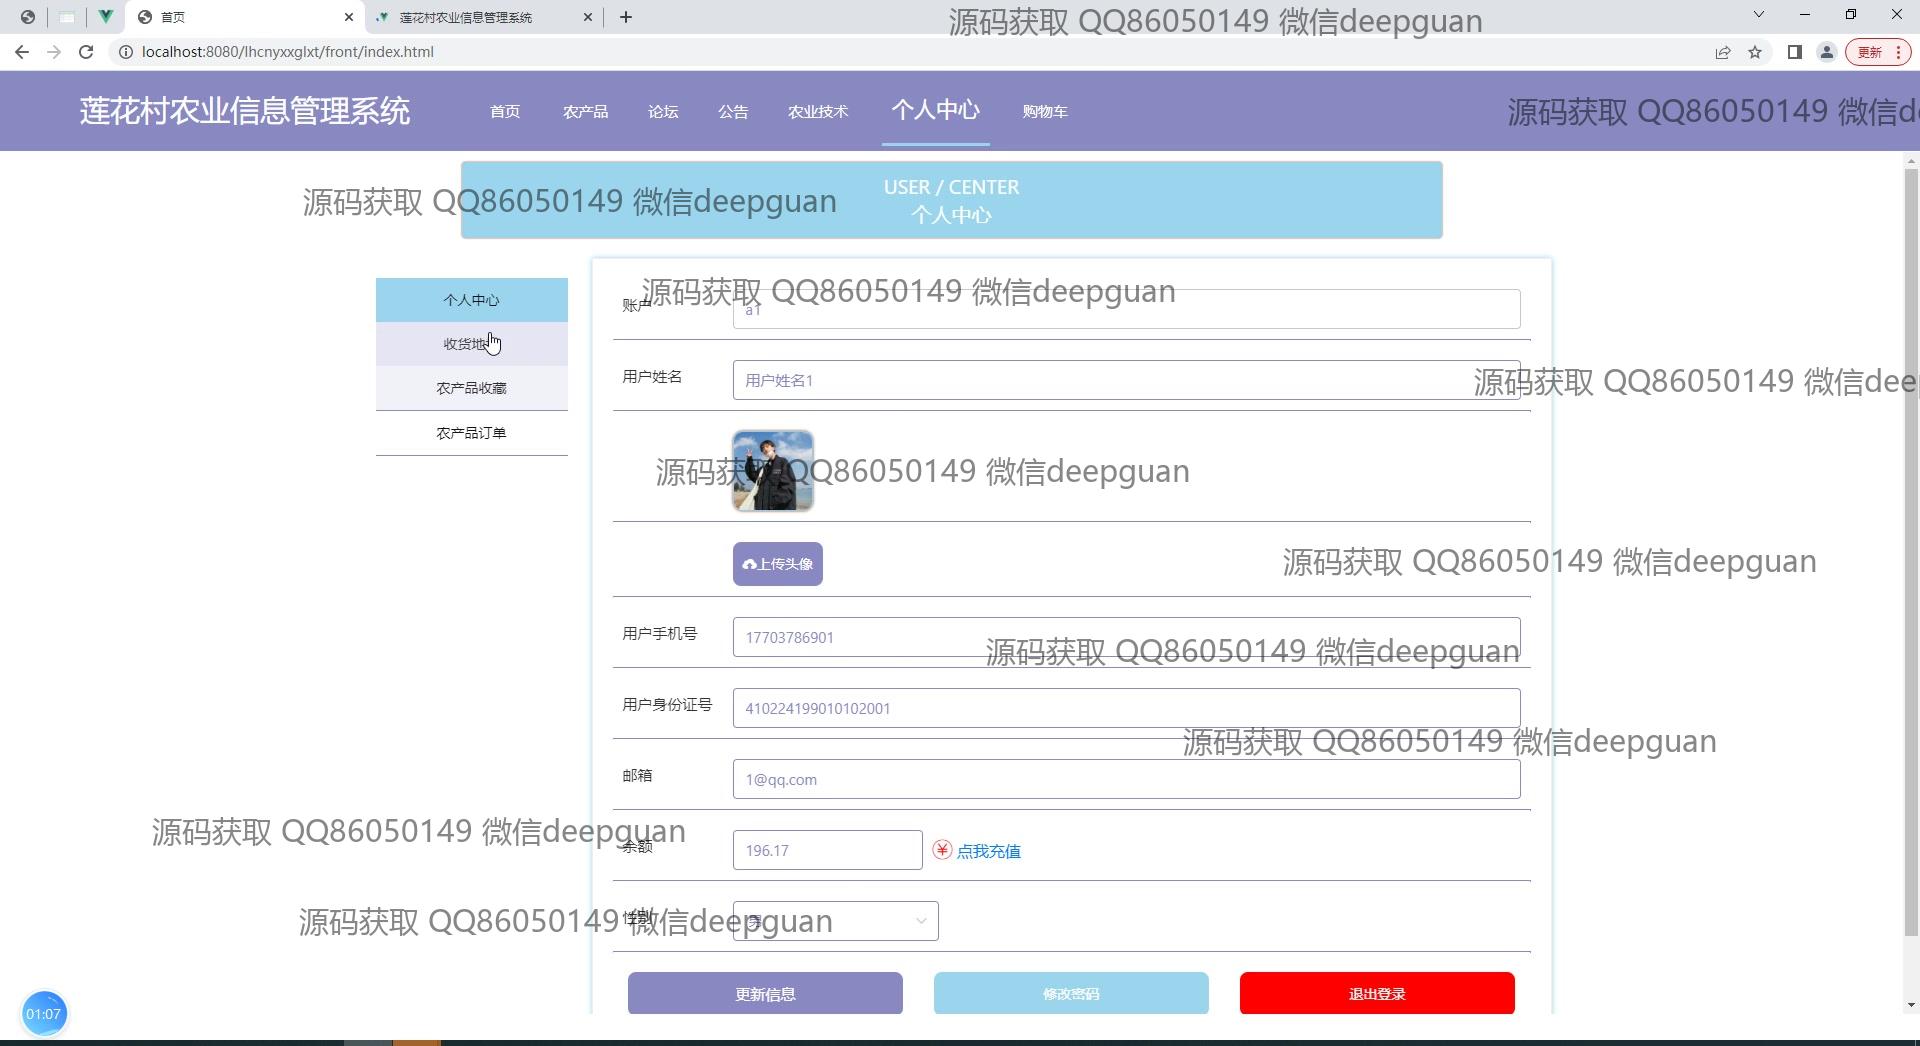 首页
莲花村农业信息管理系统
源码获取 QQ86050149 微信deepguan
localhost:8080/lhcnyxxglxt/front/index.html
更新
莲花村农业信息管理系统
首页
农产品
论坛
公告
农业技术
个人中心
购物车
源码获取 QQ86050149 微信d
USER / CENTER
源码获取 QQ86050149 微信deepguan
个人中心
个人中心
源码获取 QQ86050149 微信deepguan
账户
a1
收货地
用户姓名
用户姓名1
源码获取 QQ86050149 微信dee
农产品收藏
农产品订单
源码获取 QQ86050149 微信deepguan
上传头像
源码获取 QQ86050149 微信deepguan
用户手机号
17703786901
源码获取 QQ86050149 微信deepguan
用户身份证号
410224199010102001
源码获取 QQ86050149 微信deepguan
邮箱
1@qq.com
源码获取 QQ86050149 微信deepguan
余额
196.17
点我充值
源码获取 QQ86050149 微信deepguan
性别
男
更新信息
修改密码
退出登录
01:07